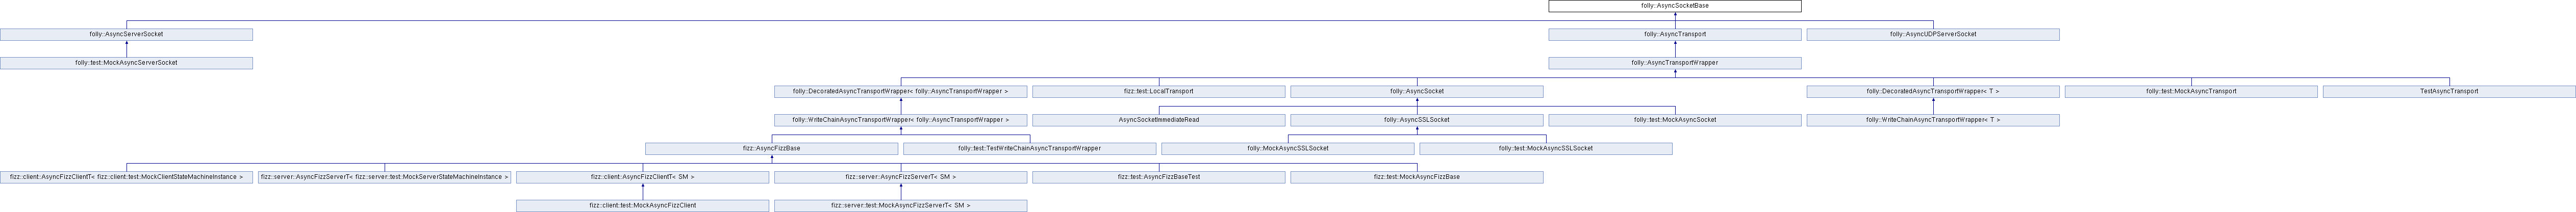 folly::AsyncSocketBase
folly::AsyncServerSocket
folly::AsyncTransport
folly::AsyncUDPServerSocket
folly::test::MockAsyncServerSocket
folly::AsyncTransportWrapper
folly::DecoratedAsyncTransportWrapper< folly::AsyncTransportWrapper >
fizz::test::LocalTransport
folly::AsyncSocket
folly::DecoratedAsyncTransportWrapper< T >
folly::test::MockAsyncTransport
TestAsyncTransport
folly::WriteChainAsyncTransportWrapper< folly::AsyncTransportWrapper >
AsyncSocketImmediateRead
folly::AsyncSSLSocket
folly::test::MockAsyncSocket
folly::WriteChainAsyncTransportWrapper< T >
fizz::AsyncFizzBase
folly::test::TestWriteChainAsyncTransportWrapper
folly::MockAsyncSSLSocket
folly::test::MockAsyncSSLSocket
fizz::client::AsyncFizzClientT< fizz::client::test::MockClientStateMachineInstance >
fizz::server::AsyncFizzServerT< fizz::server::test::MockServerStateMachineInstance >
fizz::client::AsyncFizzClientT< SM >
fizz::server::AsyncFizzServerT< SM >
fizz::test::AsyncFizzBaseTest
fizz::test::MockAsyncFizzBase
fizz::client::test::MockAsyncFizzClient
fizz::server::test::MockAsyncFizzServerT< SM >